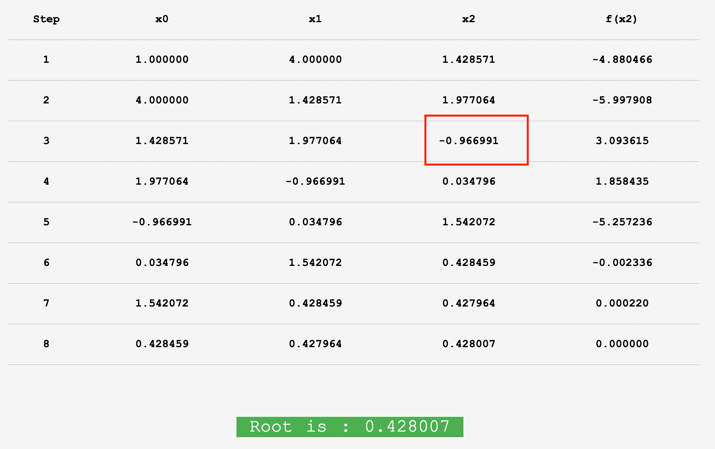 Step x0 x1 x2 f(x2)
1 1.000000 4.000000 1.428571 -4.880466
2 4.000000 1.428571 1.977064 -5.997908
3 1.428571 1.977064 -0.966991 3.093615
4 1.977064 -0.966991 0.034796 1.858435
5 -0.966991 0.034796 1.542072 -5.257236
6 0.034796 1.542072 0.428459 -0.002336
7 1.542072 0.428459 0.427964 0.000220
8 0.428459 0.427964 0.428007 0.000000
Root is : 0.428007